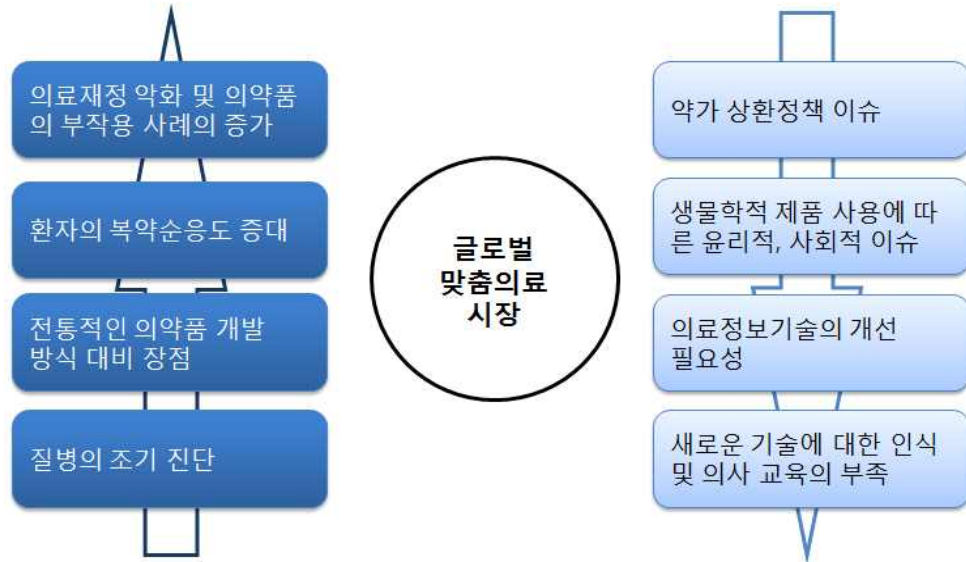 의료재정 악화 및 의약품
의 부작용 사례의 증가
환자의 복약순응도 증대
전통적인 의약품 개발
방식 대비 장점
질병의 조기 진단
글로벌
맞춤의료
시장
약가 상환정책 이슈
생물학적 제품 사용에 따
른 윤리적, 사회적 이슈
의료정보기술의 개선
필요성
새로운 기술에 대한 인식
및 의사 교육의 부족